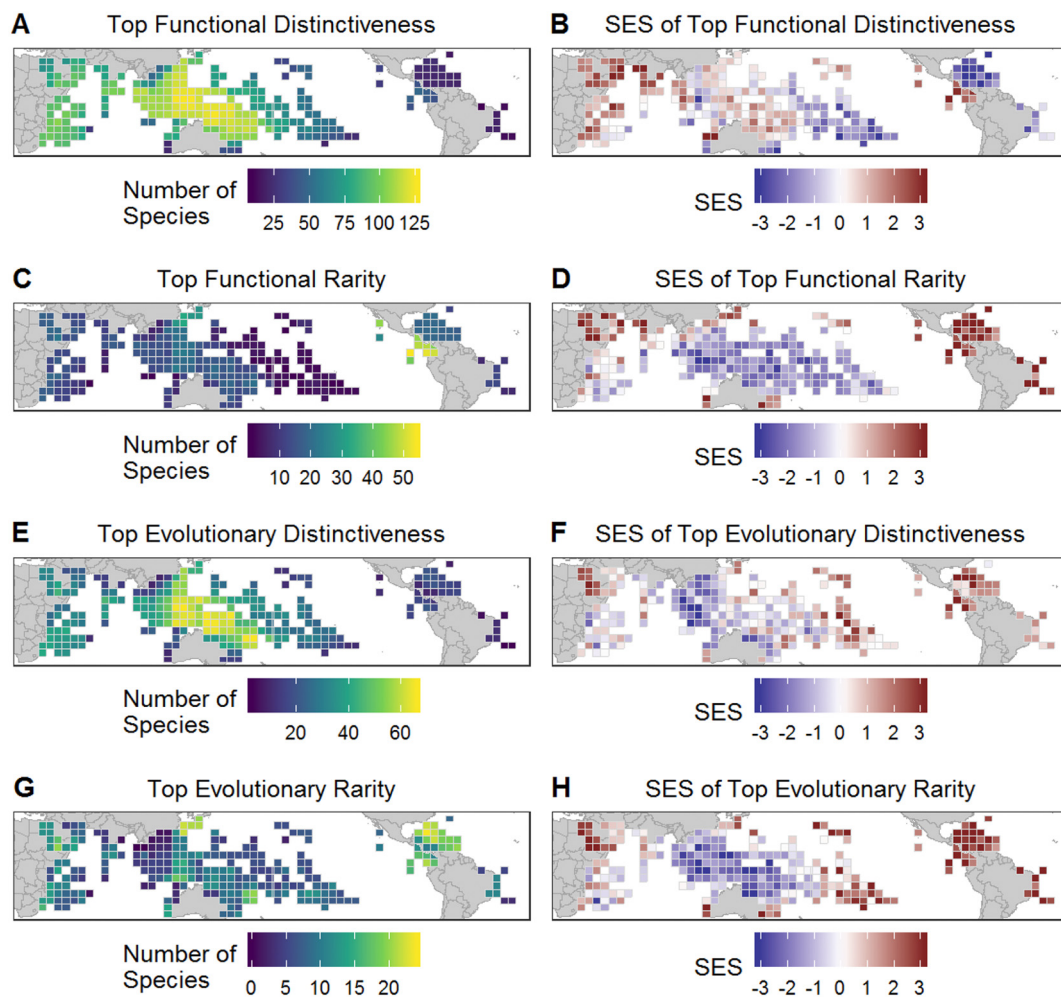 A Top Functional Distinctiveness
B SES of Top Functional Distinctiveness
Number of
Species
25 50 75 100 125
SES
-3 -2 -1 0 1 2 3
C Top Functional Rarity
D SES of Top Functional Rarity
Number of
Species
10 20 30 40 50
SES
-3 -2 -1 0 1 2 3
E Top Evolutionary Distinctiveness
F SES of Top Evolutionary Distinctiveness
Number of
Species
20 40 60
SES
-3 -2 -1 0 1 2 3
G Top Evolutionary Rarity
H SES of Top Evolutionary Rarity
Number of
Species
0 5 10 15 20
SES
-3 -2 -1 0 1 2 3